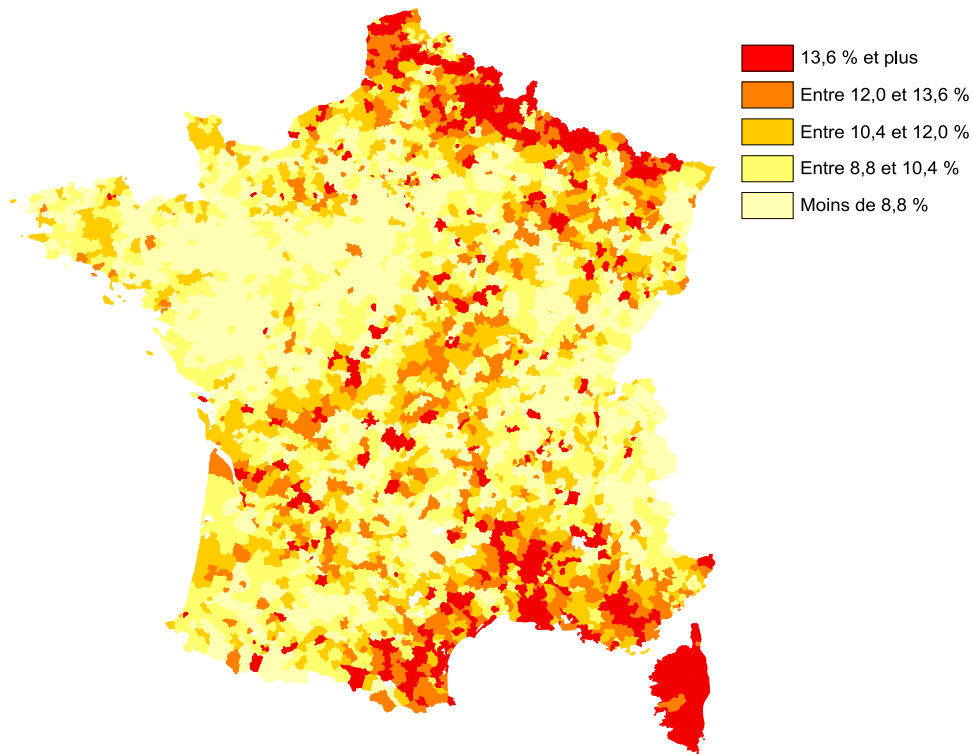 13,6 % et plus
Entre 12,0 et 13,6 %
Entre 10,4 et 12,0 %
Entre 8,8 et 10,4 %
Moins de 8,8 %